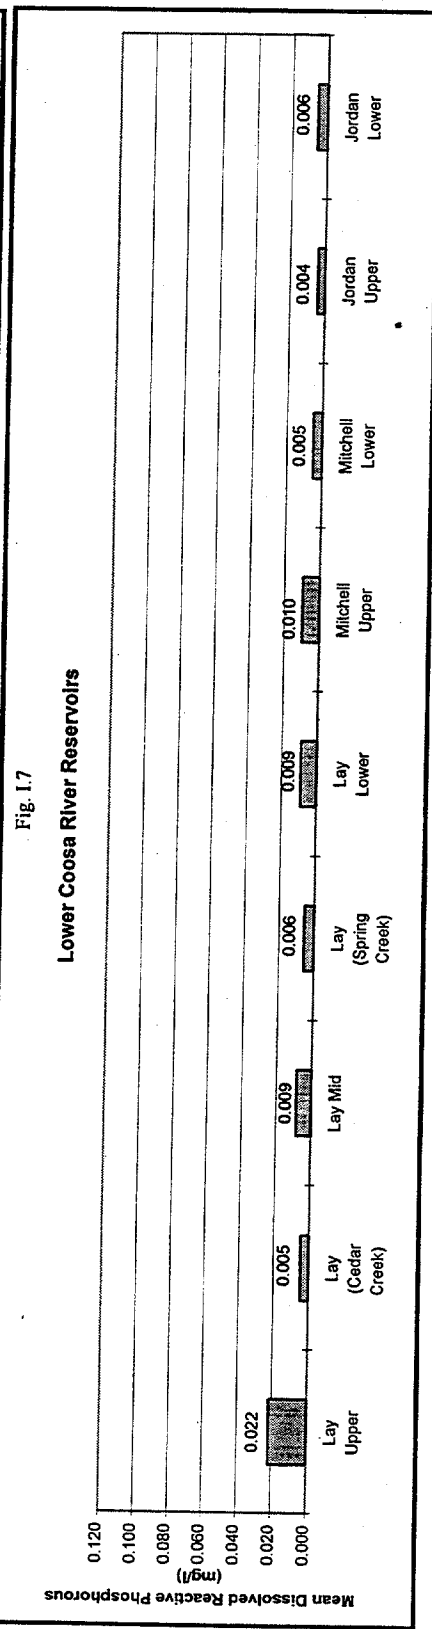 Fig. I.7
Lower Coosa River Reservoirs
Mean Dissolved Reactive Phosphorous
(mg/l)
0.120
0.100
0.080
0.060
0.040
0.020
0.000
0.022
0.005
0.009
0.006
0.009
0.010
0.005
0.004
0.006
Lay
Upper
Lay
(Cedar
Creek)
Lay Mid
Lay
(Spring
Creek)
Lay
Lower
Mitchell
Upper
Mitchell
Lower
Jordan
Upper
Jordan
Lower